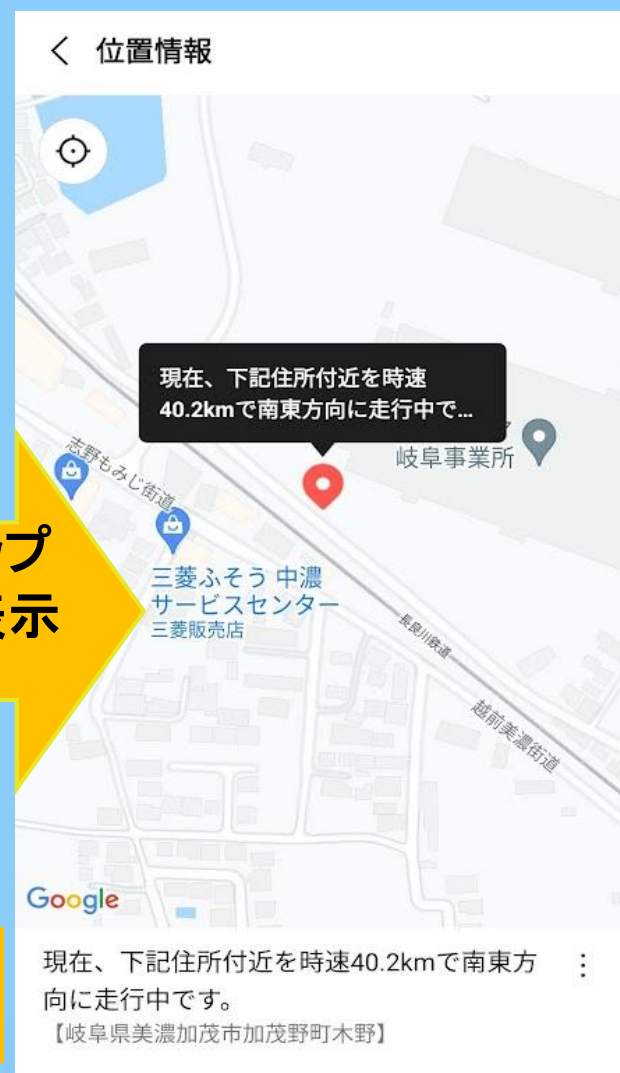 位置情報
現在、下記住所付近を時速
40.2kmで南東方向に走行中で...
岐阜事業所
志野もみじ街道
ップ
表示
三菱ふそう 中濃
サービスセンター
三菱販売店
長良川鉄道
越前美濃街道
Google
現在、下記住所付近を時速40.2kmで南東方
向に走行中です。
【岐阜県美濃加茂市加茂野町木野】